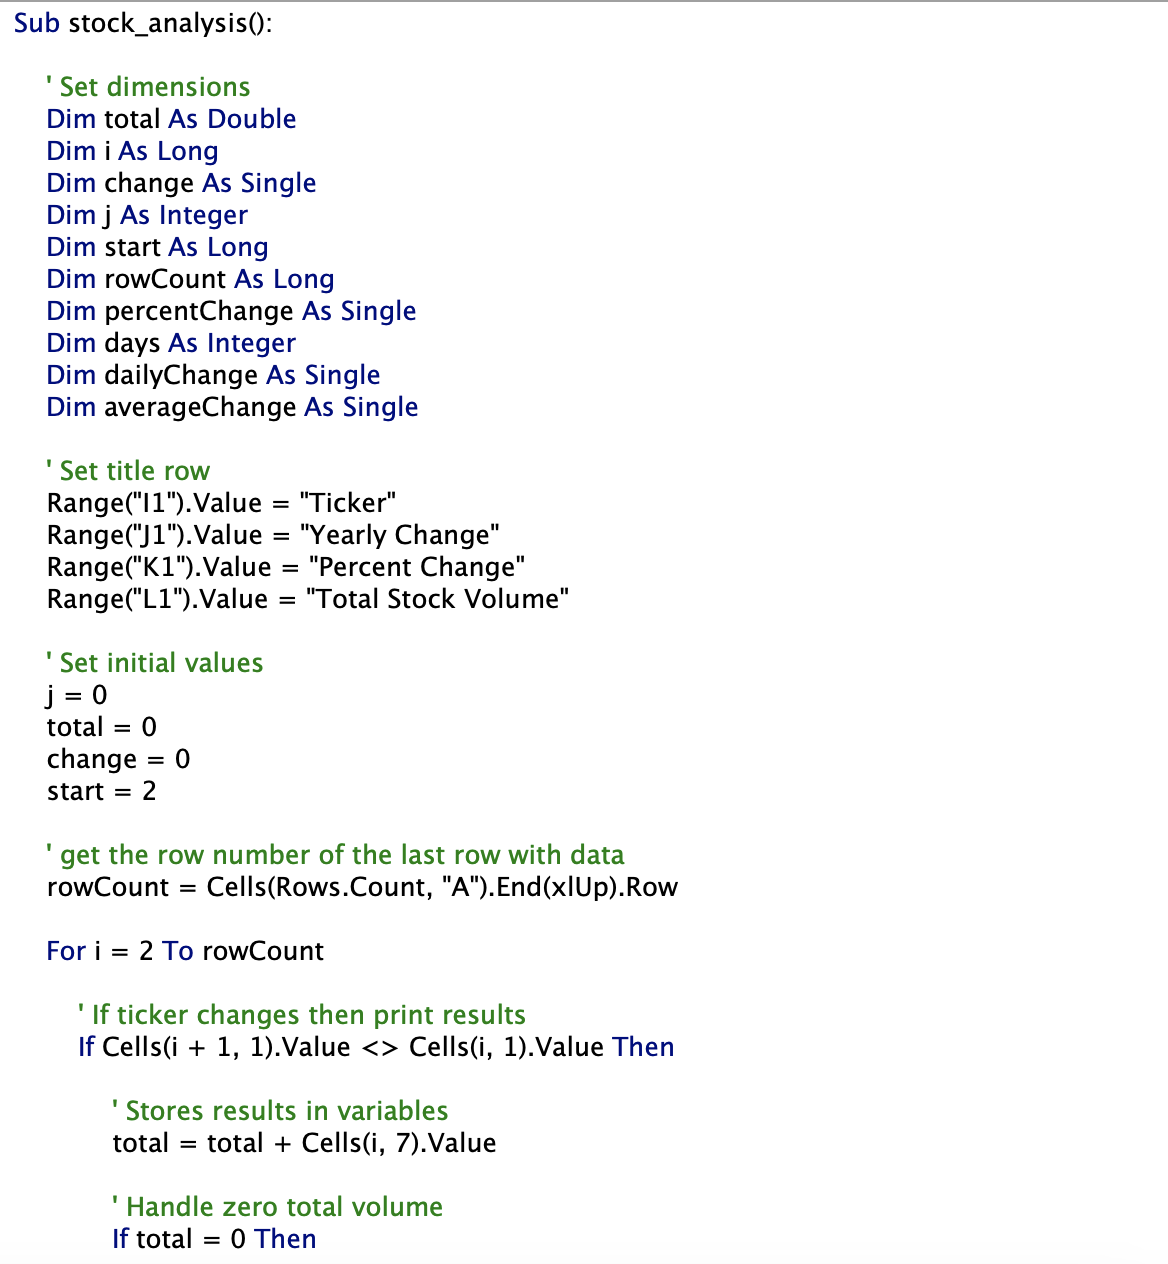 Sub stock_analysis():
' Set dimensions
Dim total As Double
Dim i As Long
Dim change As Single
Dim j As Integer
Dim start As Long
Dim rowCount As Long
Dim percentChange As Single
Dim days As Integer
Dim dailyChange As Single
Dim averageChange As Single
' Set title row
Range("I1").Value = "Ticker"
Range("J1").Value = "Yearly Change"
Range("K1").Value = "Percent Change"
Range("L1").Value = "Total Stock Volume"
' Set initial values
j = 0
total = 0
change = 0
start = 2
' get the row number of the last row with data
rowCount = Cells(Rows.Count, "A").End(xlUp).Row
For i = 2 To rowCount
' If ticker changes then print results
If Cells(i + 1, 1).Value <> Cells(i, 1).Value Then
' Stores results in variables
total = total + Cells(i, 7).Value
' Handle zero total volume
If total = 0 Then